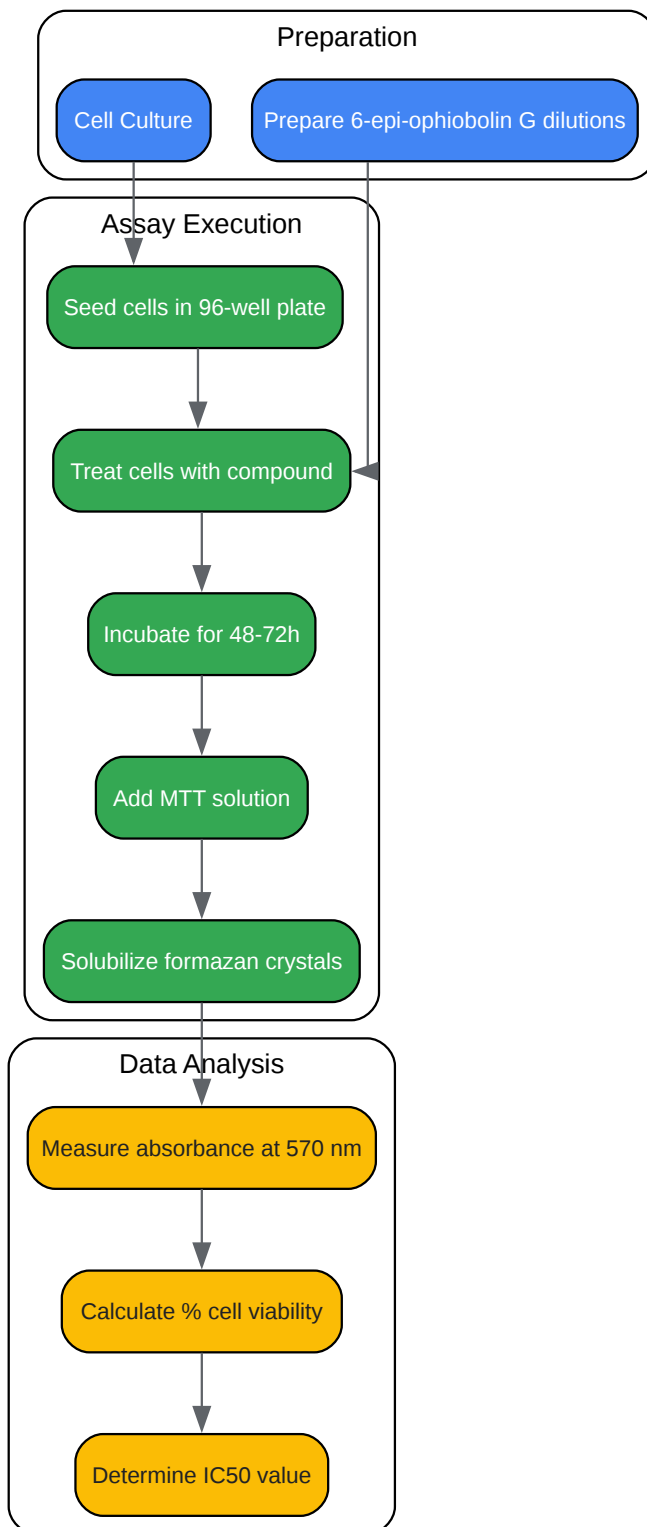 Preparation
Cell Culture
Prepare 6-epi-ophiobolin G dilutions
Assay Execution
Seed cells in 96-well plate
Treat cells with compound
Incubate for 48-72h
Add MTT solution
Solubilize formazan crystals
Data Analysis
Measure absorbance at 570 nm
Calculate % cell viability
Determine IC50 value